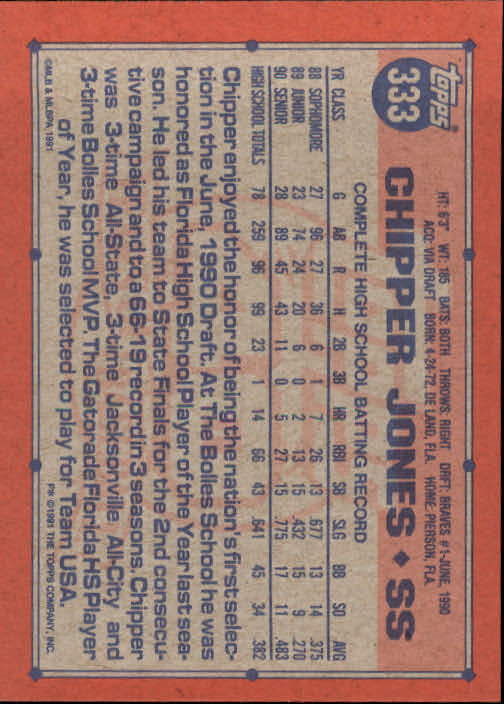 Topps
333
CHIPPER JONES ♦ SS
HT: 6'3" WT: 185 BATS: BOTH THROWS: RIGHT DRFT: BRAVES #1-JUNE 1990
ACQ: VIA DRAFT BORN: 4-24-72, DE LAND, FLA. HOME: PIERSON, FLA.
COMPLETE HIGH SCHOOL BATTING RECORD
YR CLASS G AB R H 2B 3B HR RBI SB SLG BB SO AVG
88 SOPHOMORE 27 96 27 36 6 1 7 26 13 .677 13 14 .375
89 JUNIOR 23 74 24 20 6 0 2 13 15 .432 15 9 .270
90 SENIOR 28 89 45 43 11 0 5 27 15 .775 17 11 .483
HIGH SCHOOL TOTALS 78 259 96 99 23 1 14 66 43 .641 45 34 .382
Chipper enjoyed the honor of being the nation's first selec-
tion in the June, 1990 Draft. At The Bolles School he was
honored as Florida High School Player of the Year last sea-
son. He led his team to State Finals for the 2nd consecu-
tive campaign and to a 66-19 record in 3 seasons. Chipper
was 3-time All-State, 3-time Jacksonville All-City and
3-time Bolles School MVP. The Gatorade Florida HS Player
of Year, he was selected to play for Team USA.
©MLB & MLBPA 1991
P® ©1991 THE TOPPS COMPANY, INC.